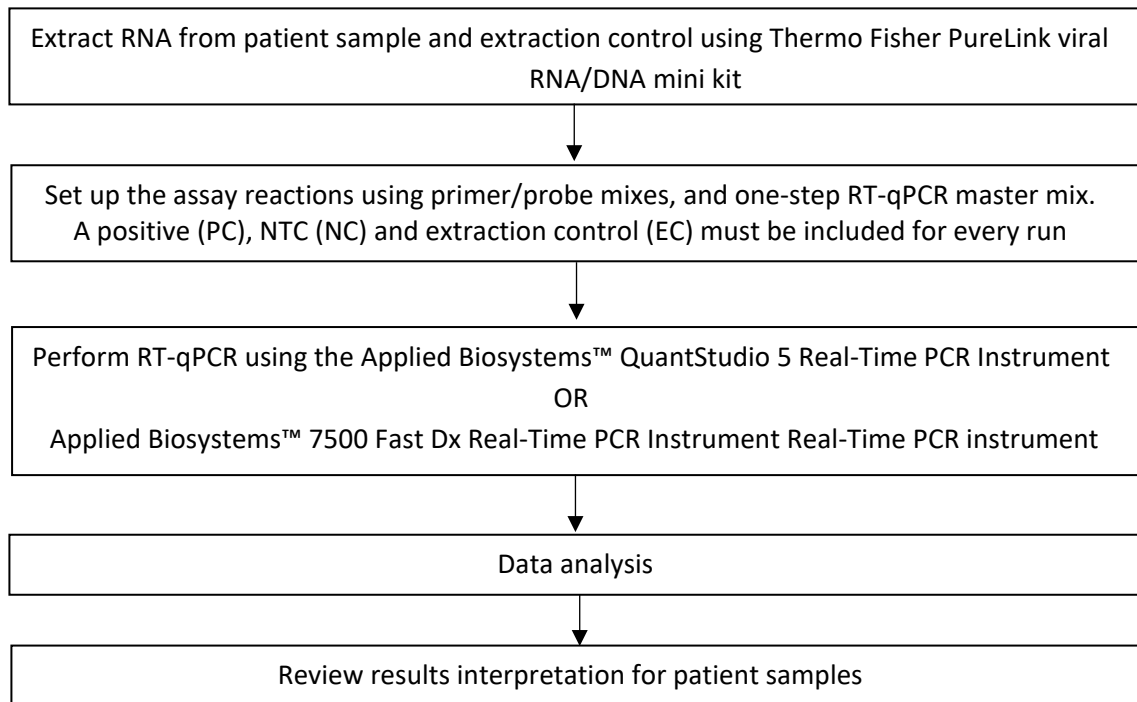 Extract RNA from patient sample and extraction control using Thermo Fisher PureLink viral
RNA/DNA mini kit
Set up the assay reactions using primer/probe mixes, and one-step RT-qPCR master mix.
A positive (PC), NTC (NC) and extraction control (EC) must be included for every run
Perform RT-qPCR using the Applied Biosystems™ QuantStudio 5 Real-Time PCR Instrument
OR
Applied Biosystems™ 7500 Fast Dx Real-Time PCR Instrument Real-Time PCR instrument
Data analysis
Review results interpretation for patient samples